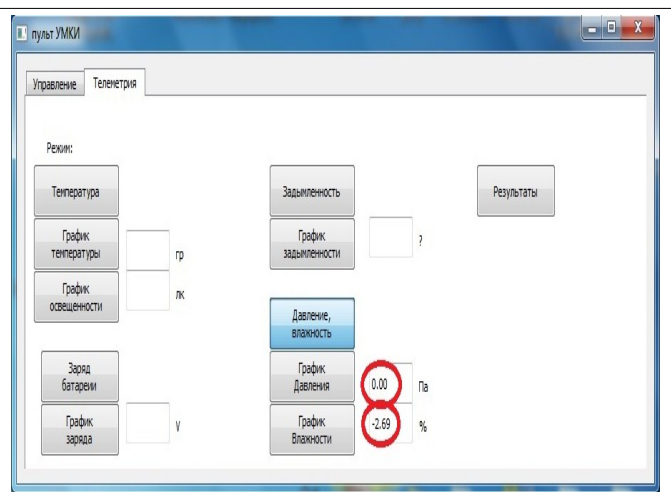 пульт УМКИ
X
Управление Телеметрия
Режим:
Температура
Задымленность
Результаты
График
температуры
гр
График
задымленности
?
График
освещенности
лк
Давление,
влажность
Заряд
батареи
График
Давления
0.00 Па
График
заряда
V
График
Влажности
-2.69 %